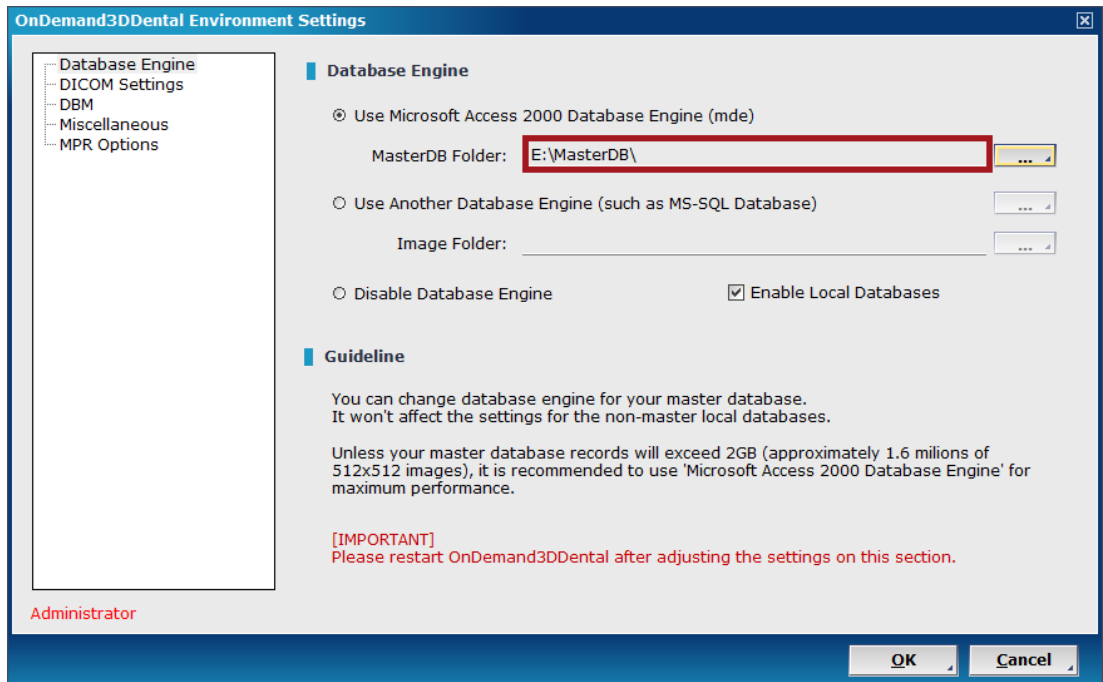 OnDemand3DDental Environment Settings
Database Engine
DICOM Settings
DBM
Miscellaneous
MPR Options
Database Engine
Use Microsoft Access 2000 Database Engine (mde)
MasterDB Folder: E:\MasterDB\ ...
Use Another Database Engine (such as MS-SQL Database) ...
Image Folder: ...
Disable Database Engine Enable Local Databases
Guideline
You can change database engine for your master database.
It won't affect the settings for the non-master local databases.
Unless your master database records will exceed 2GB (approximately 1.6 milions of
512x512 images), it is recommended to use 'Microsoft Access 2000 Database Engine' for
maximum performance.
[IMPORTANT]
Please restart OnDemand3DDental after adjusting the settings on this section.
Administrator
OK Cancel